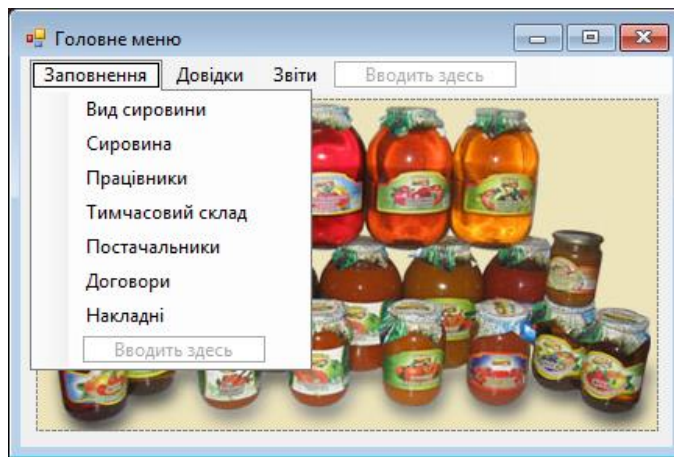 Головне меню
Заповнення Довідки Звіти Вводить здесь
Вид сировини
Сировина
Працівники
Тимчасовий склад
Постачальники
Договори
Накладні
Вводить здесь